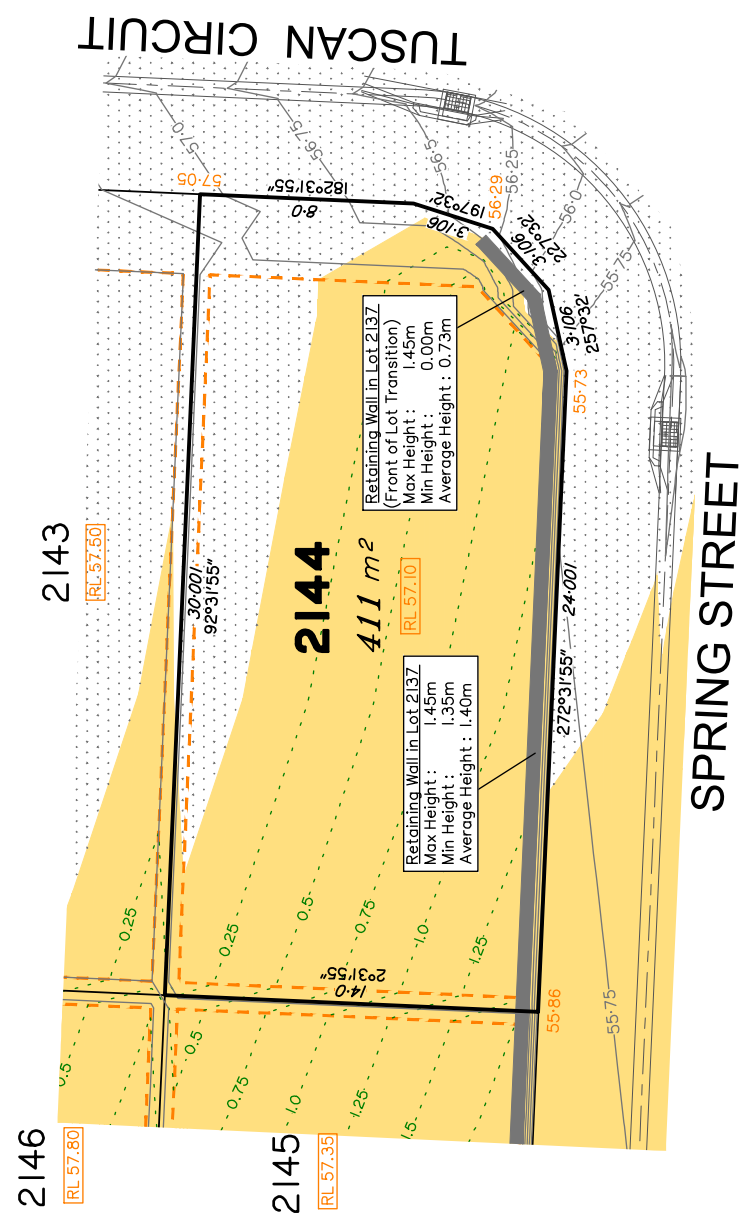 TUSCAN CIRCUIT
57·0
56·75
56·5
56·25
56·0
55·75
57·05
182°31'55"
8·0
197°32'
3·106
56·29
3·106
227°32'
3·106
257°32'
55·73
Retaining Wall in Lot 2137
(Front of Lot Transition)
Max Height : 1.45m
Min Height : 0.00m
Average Height : 0.73m
2143
RL 57.50
30·001
92°31'55"
2144
411 m²
RL 57.10
24·001
272°31'55"
SPRING STREET
Retaining Wall in Lot 2137
Max Height : 1.45m
Min Height : 1.35m
Average Height : 1.40m
0.25
0.25
0.5
0.75
1.0
1.25
2°31'55"
14·0
55·86
55·75
0.5
0.5
0.75
1.0
1.25
1.5
2146
RL 57.80
2145
RL 57.35